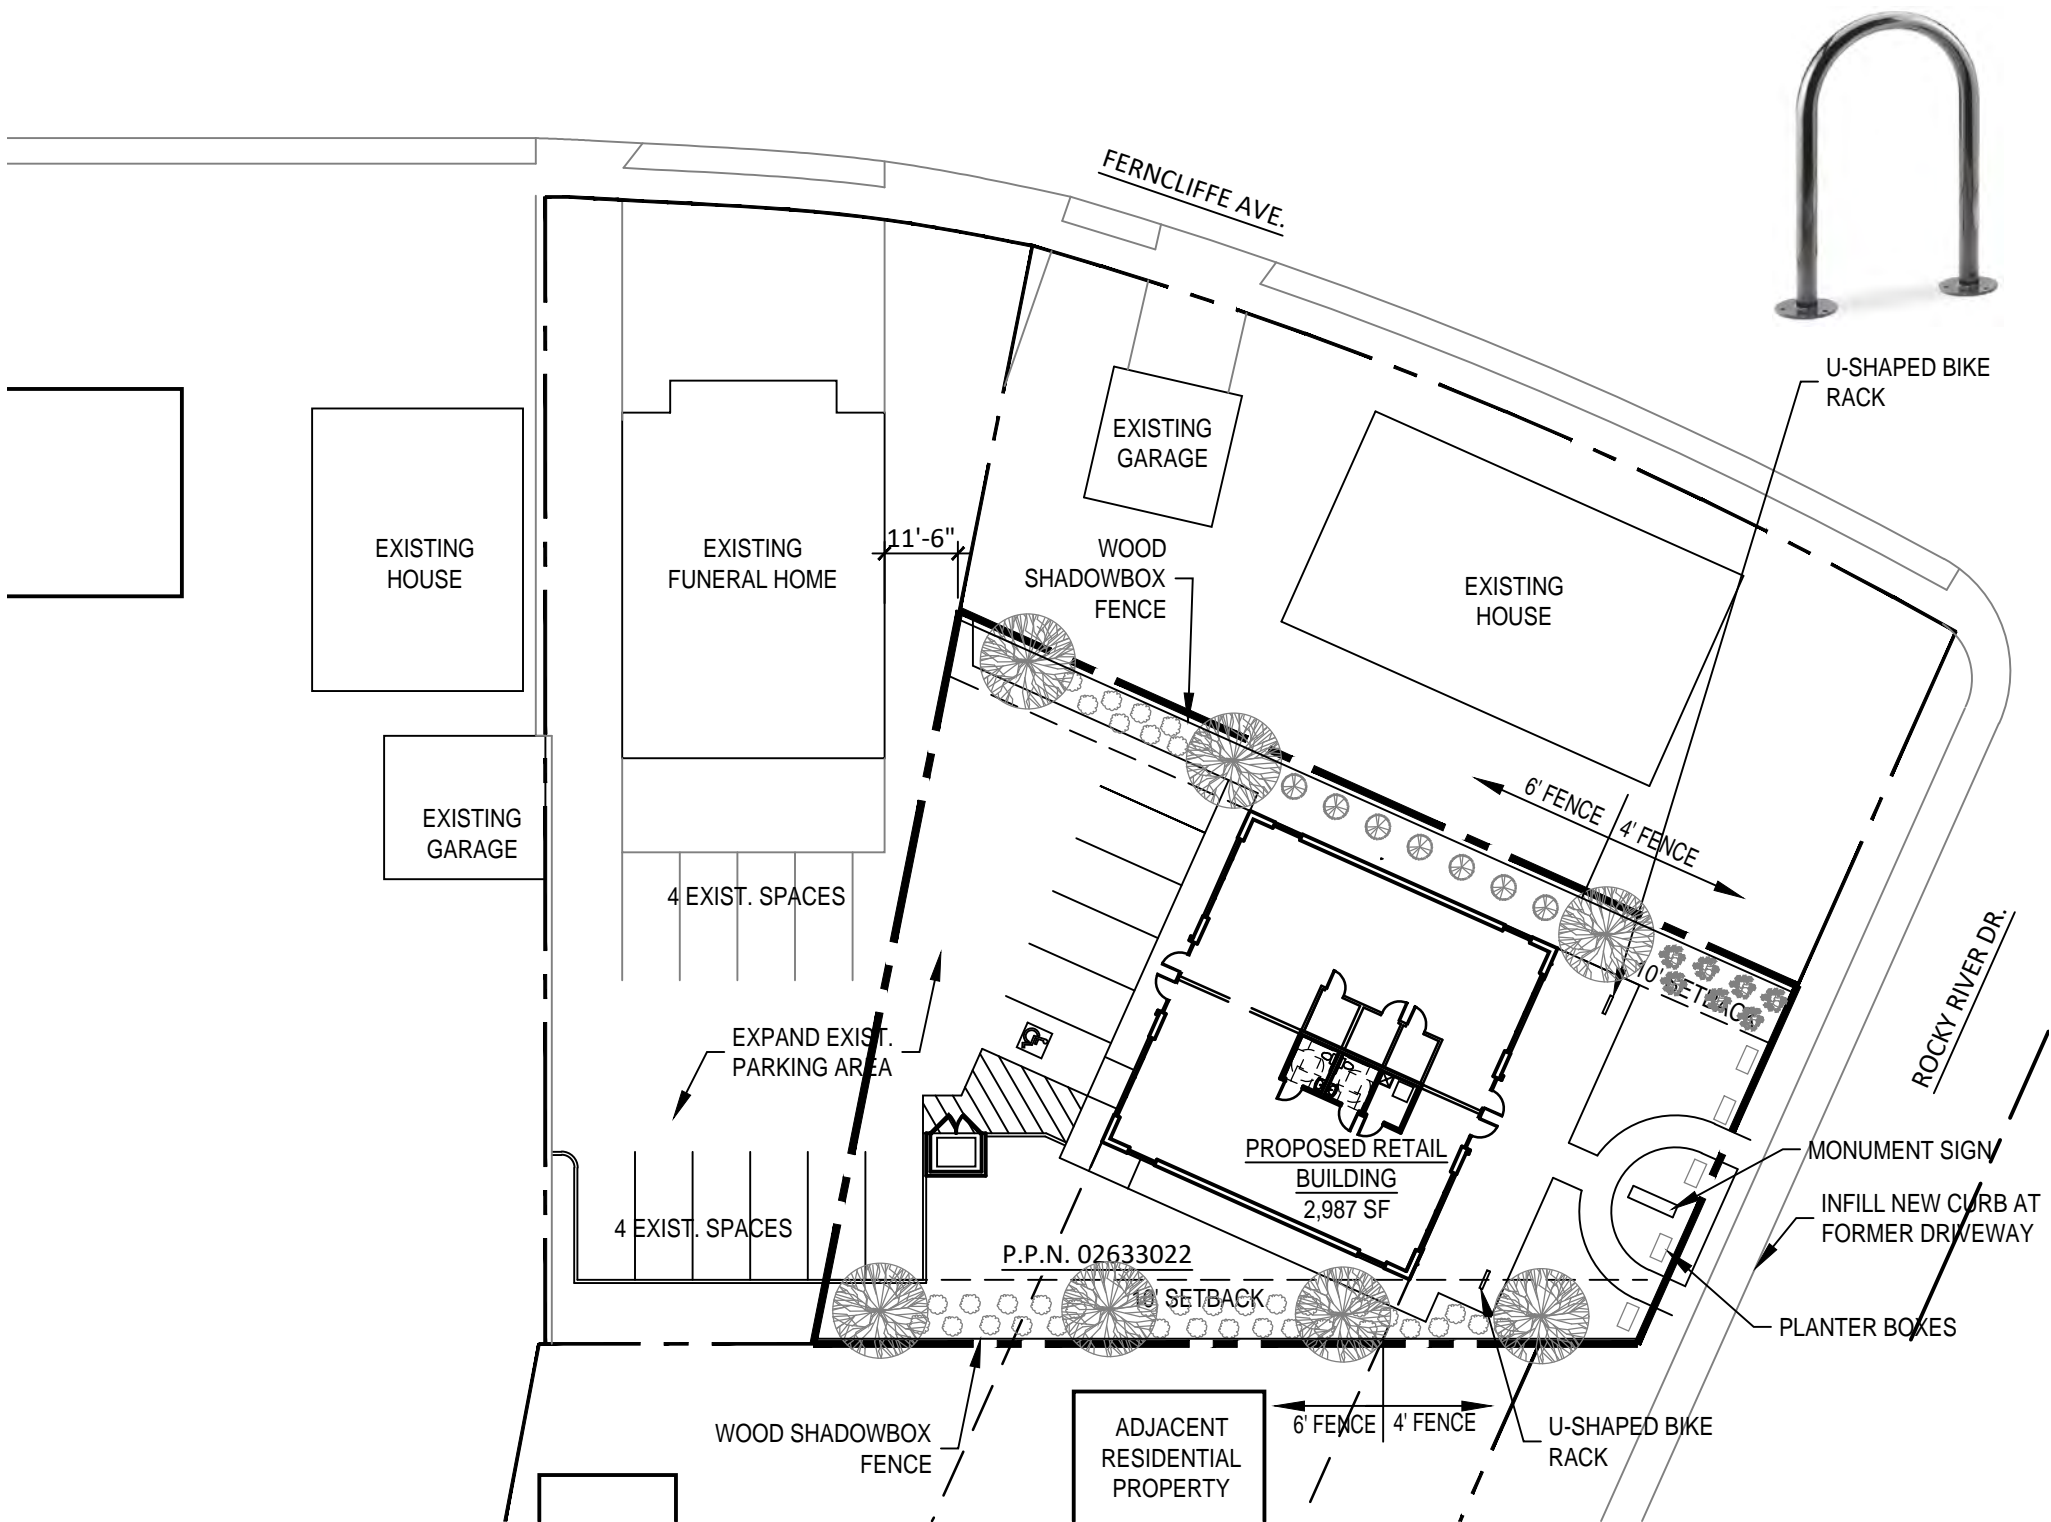 FERNCLIFFE AVE.
U-SHAPED BIKE
RACK
EXISTING
GARAGE
EXISTING
HOUSE
EXISTING
FUNERAL HOME
11'-6"
WOOD
SHADOWBOX
FENCE
EXISTING
HOUSE
6' FENCE
4' FENCE
EXISTING
GARAGE
4 EXIST. SPACES
10' SETBACK
ROCKY RIVER DR.
EXPAND EXIST.
PARKING AREA
PROPOSED RETAIL
BUILDING
2,987 SF
MONUMENT SIGN
INFILL NEW CURB AT
FORMER DRIVEWAY
4 EXIST. SPACES
P.P.N. 02633022
10' SETBACK
PLANTER BOXES
WOOD SHADOWBOX
FENCE
ADJACENT
RESIDENTIAL
PROPERTY
6' FENCE
4' FENCE
U-SHAPED BIKE
RACK